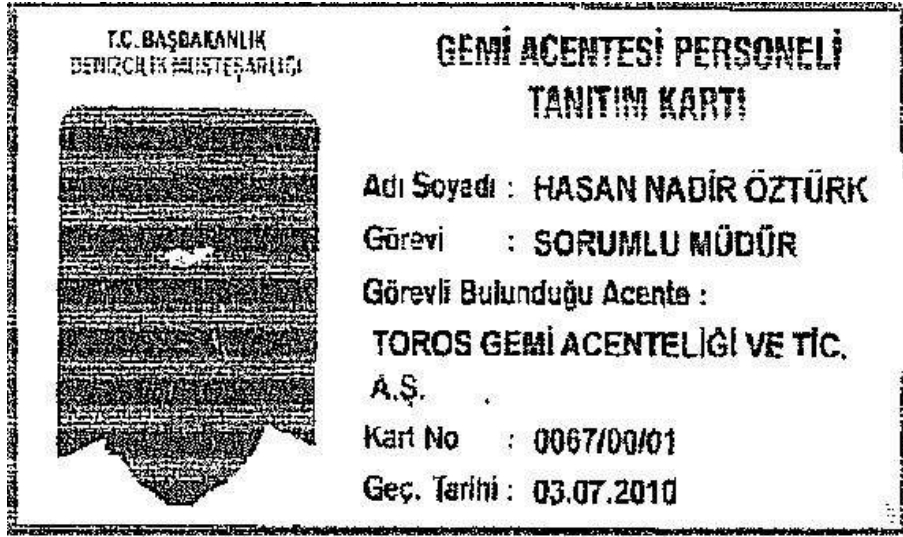 T.C. BAŞBAKANLIK
DENİZCİLİK MÜSTEŞARLIĞI
GEMİ ACENTESİ PERSONELİ
TANITIM KARTI
Adı Soyadı : HASAN NADİR ÖZTÜRK
Görevi : SORUMLU MÜDÜR
Görevli Bulunduğu Acente :
TOROS GEMİ ACENTELİĞİ VE TİC.
A.Ş.
Kart No : 0067/00/01
Geç. Tarihi : 03.07.2010